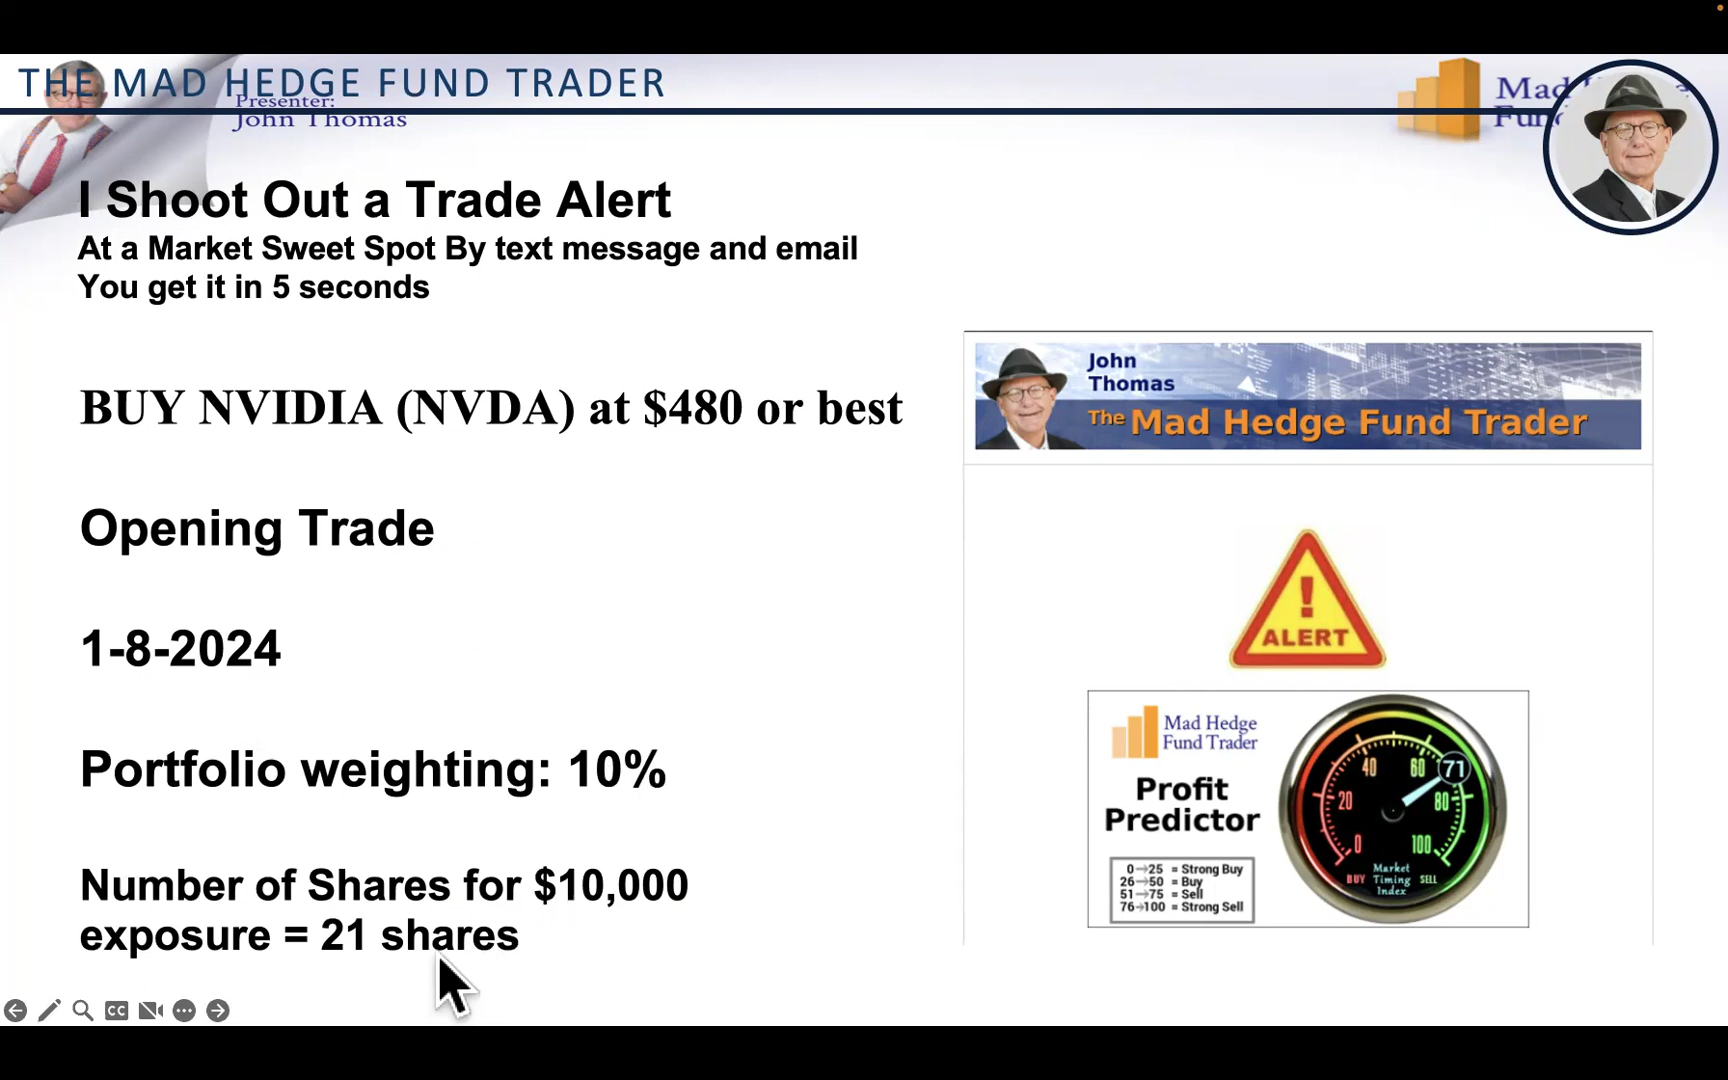 THE MAD HEDGE FUND TRADER
Presenter:
John Thomas
Mad
Fun
I Shoot Out a Trade Alert
At a Market Sweet Spot By text message and email
You get it in 5 seconds
BUY NVIDIA (NVDA) at $480 or best
Opening Trade
1-8-2024
Portfolio weighting: 10%
Number of Shares for $10,000
exposure = 21 shares
John
Thomas
The Mad Hedge Fund Trader
!
ALERT
Mad Hedge
Fund Trader
Profit
Predictor
0→25 = Strong Buy
26→50 = Buy
51→75 = Sell
76→100 = Strong Sell
40 60 71
20 80
0 100
BUY Market Timing Index SELL
CC